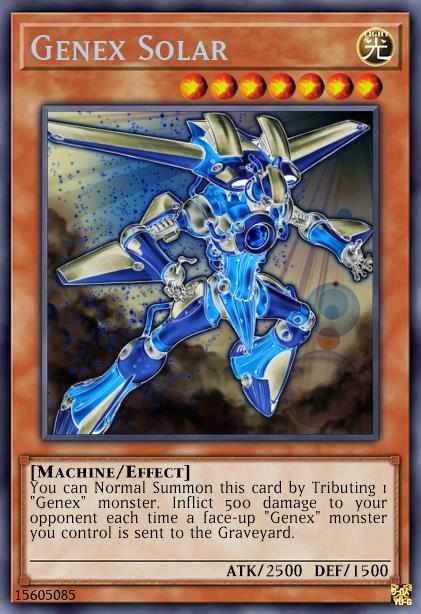 GENEX SOLAR
LIGHT
光
[MACHINE/EFFECT]
You can Normal Summon this card by Tributing 1
"Genex" monster. Inflict 500 damage to your
opponent each time a face-up "Genex" monster
you control is sent to the Graveyard.
ATK/2500 DEF/1500
15605085